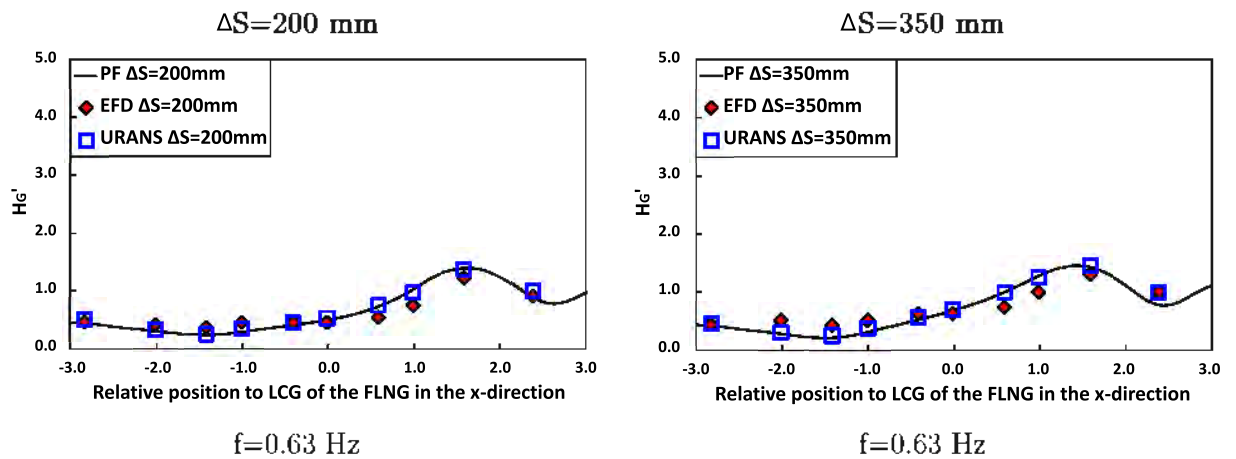 ΔS=200 mm
5.0
4.0
3.0
2.0
1.0
0.0
HG'
PF ΔS=200mm
EFD ΔS=200mm
URANS ΔS=200mm
-3.0 -2.0 -1.0 0.0 1.0 2.0 3.0
Relative position to LCG of the FLNG in the x-direction
f=0.63 Hz
ΔS=350 mm
5.0
4.0
3.0
2.0
1.0
0.0
HG'
PF ΔS=350mm
EFD ΔS=350mm
URANS ΔS=350mm
-3.0 -2.0 -1.0 0.0 1.0 2.0 3.0
Relative position to LCG of the FLNG in the x-direction
f=0.63 Hz